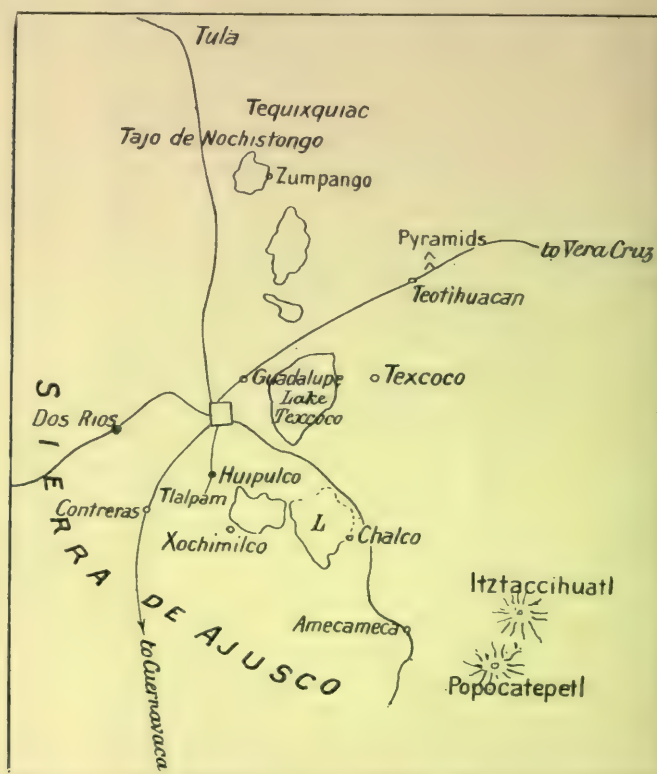 Tula
Tequixquiac
Tajo de Nochistongo
Zumpango
Pyramids
to Vera Cruz
Teotihuacan
Guadalupe
Texcoco
Lake
Texcoco
SIERRA DE AJUSCO
Dos Rios
Huipulco
Tlalpam
Contreras
L
Xochimilco
Chalco
Itztaccihuatl
Amecameca
Popocatepetl
to Cuernavaca